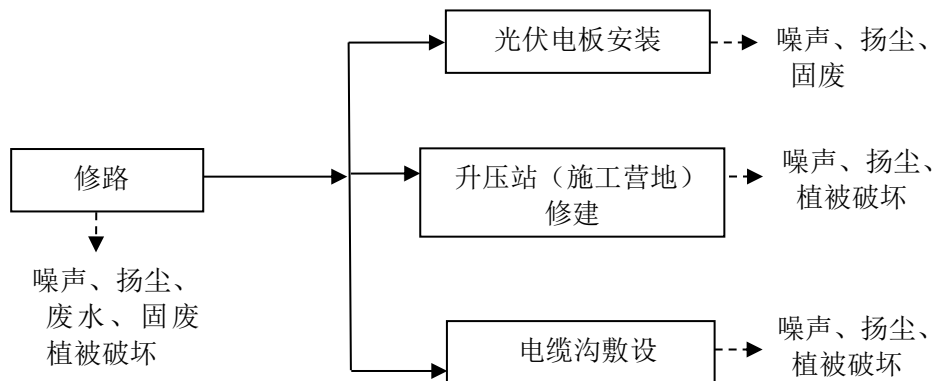 光伏电板安装
噪声、扬尘、
固废
修路
升压站（施工营地）
修建
噪声、扬尘、
植被破坏
噪声、扬尘、
废水、固废
植被破坏
电缆沟敷设
噪声、扬尘、
植被破坏